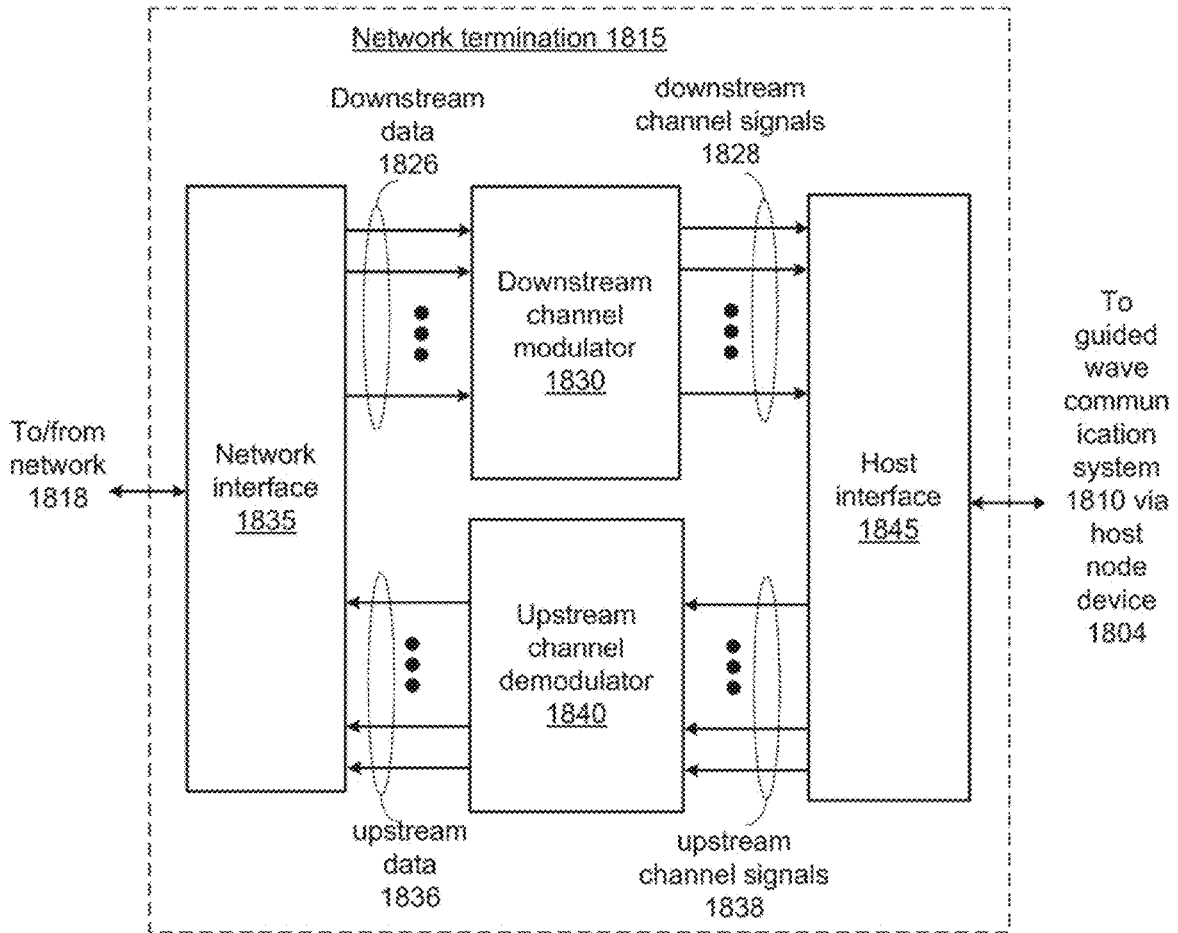 Network termination 1815
Downstream
data
1826
downstream
channel signals
1828
Downstream
channel
modulator
1830
To/from
network
1818
Network
interface
1835
Host
interface
1845
To
guided
wave
commun
ication
system
1810 via
host
node
device
1804
Upstream
channel
demodulator
1840
upstream
data
1836
upstream
channel signals
1838